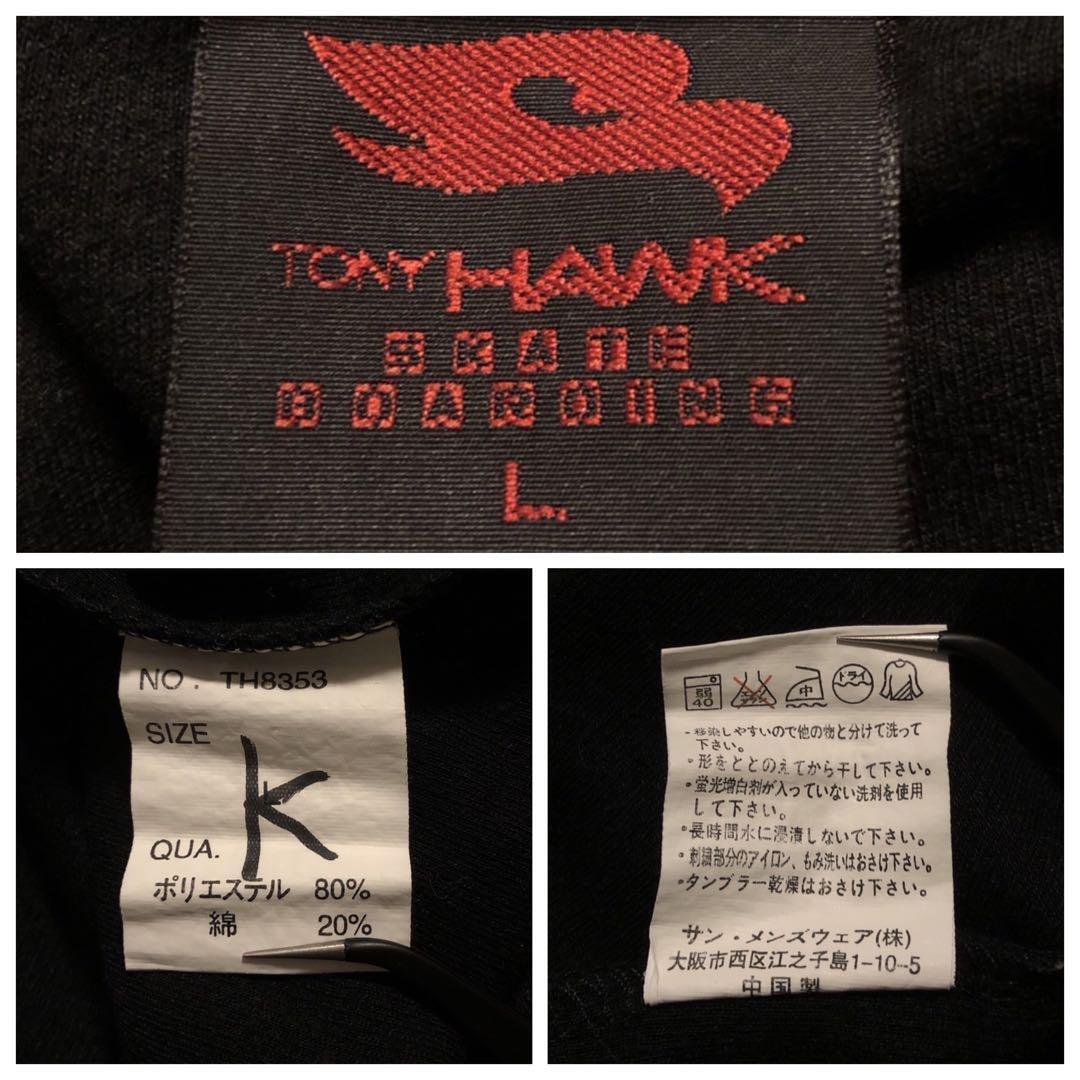 TONY HAWK
SKATE
BOARDING
L
NO. TH8353
SIZE
K
QUA.
ポリエステル 80%
綿 20%
弱
40
エンソ
サラシ
中
ドライ
・移染しやすいので他の物と分けて洗って
下さい。
・形をととのえてから干して下さい。
・蛍光増白剤が入っていない洗剤を使用
して下さい。
・長時間水に浸漬しないで下さい。
・刺繍部分のアイロン、もみ洗いはおさけ下さい。
・タンブラー乾燥はおさけ下さい。
サン・メンズウェア(株)
大阪市西区江之子島1-10-5
中国製